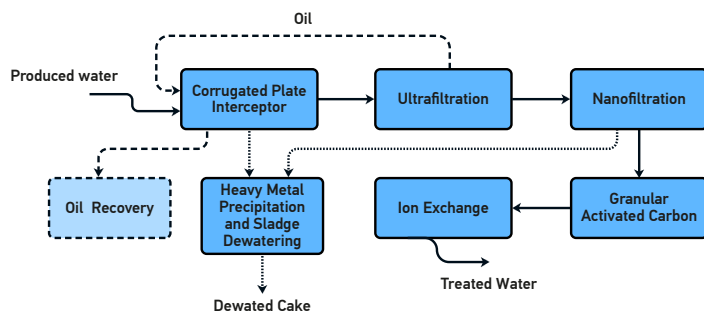 Oil
Produced water
Corrugated Plate
Interceptor
Ultrafiltration
Nanofiltration
Oil Recovery
Heavy Metal
Precipitation
and Sladge
Dewatering
Ion Exchange
Granular
Activated Carbon
Treated Water
Dewated Cake